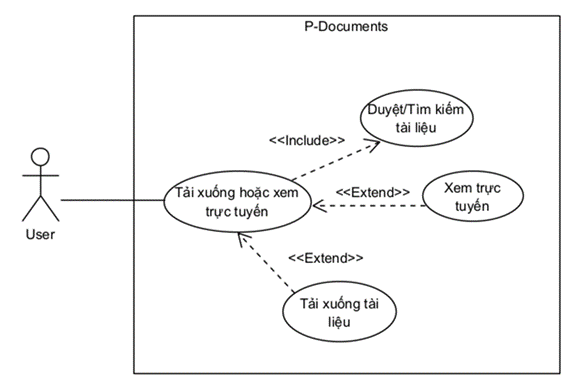 P-Documents
Duyệt/Tìm kiếm
tài liệu
<<Include>>
Tải xuống hoặc xem
trực tuyến
<<Extend>>
Xem trực
tuyến
User
<<Extend>>
Tải xuống tài
liệu